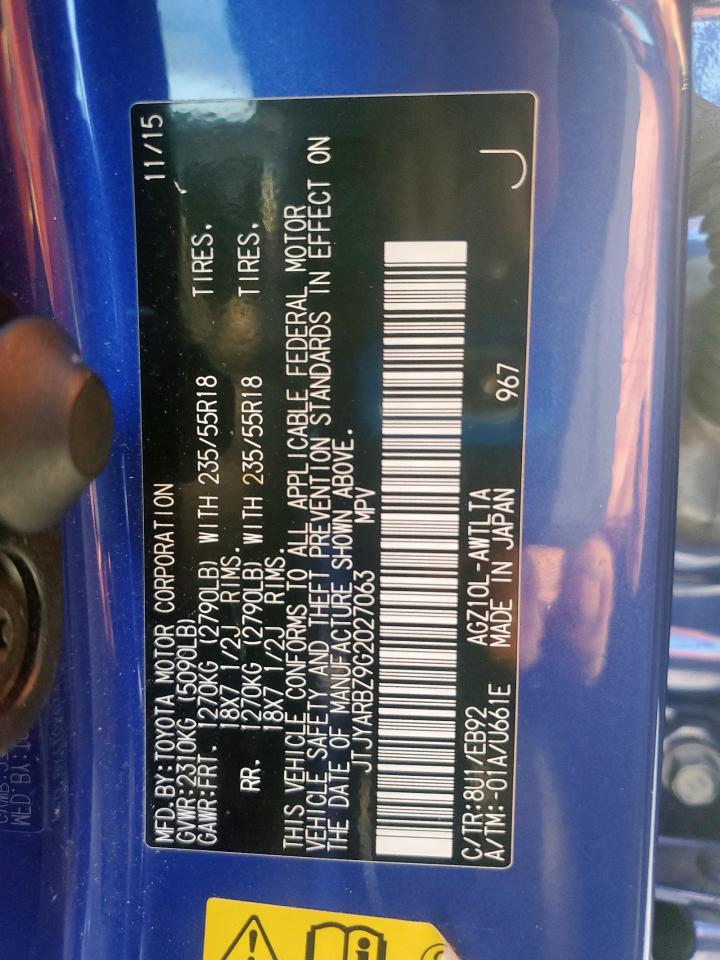 MFD.BY:TOYOTA MOTOR CORPORATION 11/15
GVWR:2310KG (5090LB)
GAWR:FRT. 1270KG (2790LB) WITH 235/55R18 TIRES.
18X7 1/2J RIMS.
RR. 1270KG (2790LB) WITH 235/55R18 TIRES.
18X7 1/2J RIMS.
THIS VEHICLE CONFORMS TO ALL APPLICABLE FEDERAL MOTOR
VEHICLE SAFETY AND THEFT PREVENTION STANDARDS IN EFFECT ON
THE DATE OF MANUFACTURE SHOWN ABOVE.
JTJYARBZ9G2027063 MPV
C/TR:8U1/EB92 AGZ10L-AWTLTA
A/TM:-01A/U661E MADE IN JAPAN 967
J